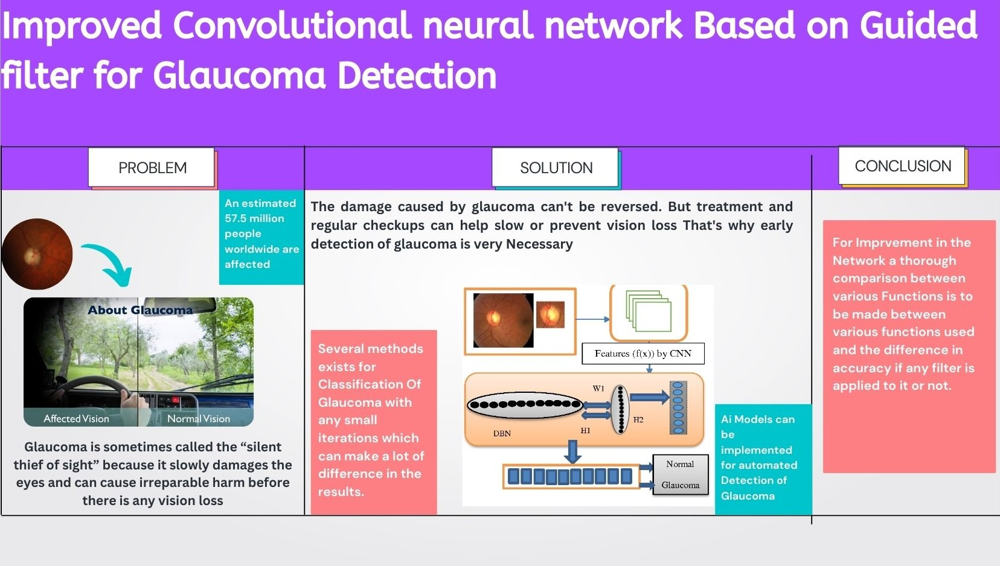 Improved Convolutional neural network Based on Guided
filter for Glaucoma Detection
PROBLEM
An estimated
57.5 million
people
worldwide are
affected
About Glaucoma
Affected Vision
Normal Vision
Glaucoma is sometimes called the “silent
thief of sight” because it slowly damages the
eyes and can cause irreparable harm before
there is any vision loss
SOLUTION
The damage caused by glaucoma can't be reversed. But treatment and
regular checkups can help slow or prevent vision loss That's why early
detection of glaucoma is very Necessary
Several methods
exists for
Classification Of
Glaucoma with
any small
iterations which
can make a lot of
difference in the
results.
Features (f(x)) by CNN
W1
H2
H1
DBN
Normal
Glaucoma
Ai Models can
be
implemented
for automated
Detection of
Glaucoma
CONCLUSION
For Imprvement in the
Network a thorough
comparison between
various Functions is to
be made between
various functions used
and the difference in
accuracy if any filter is
applied to it or not.